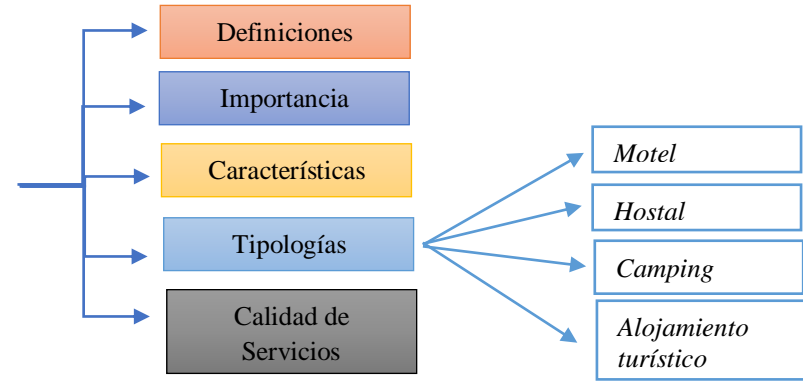 Definiciones
Importancia
Características
Tipologías
Calidad de
Servicios
Motel
Hostal
Camping
Alojamiento
turístico